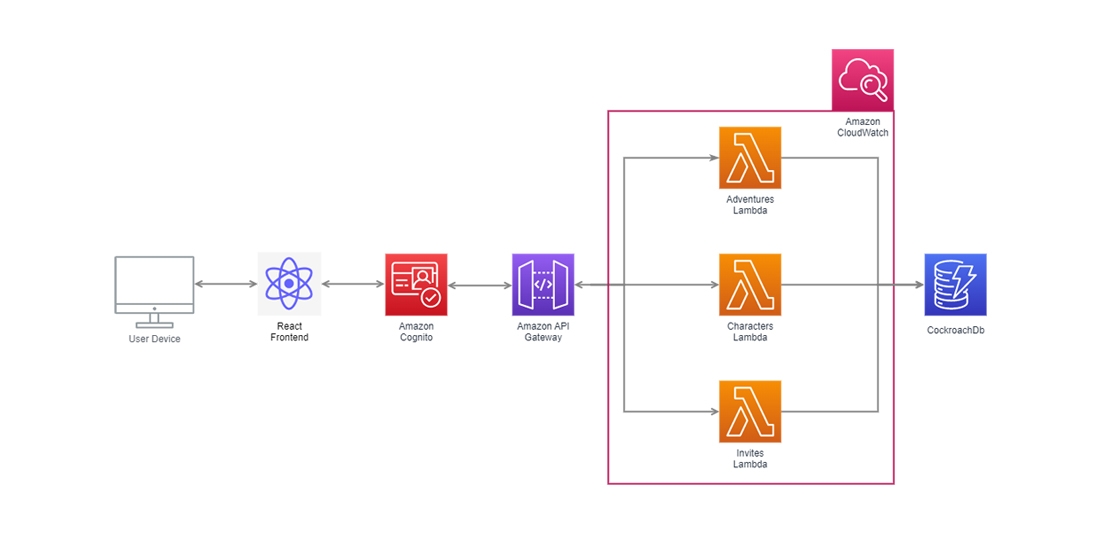 Amazon
CloudWatch
Adventures
Lambda
User Device
React
Frontend
Amazon
Cognito
Amazon API
Gateway
Characters
Lambda
CockroachDb
Invites
Lambda